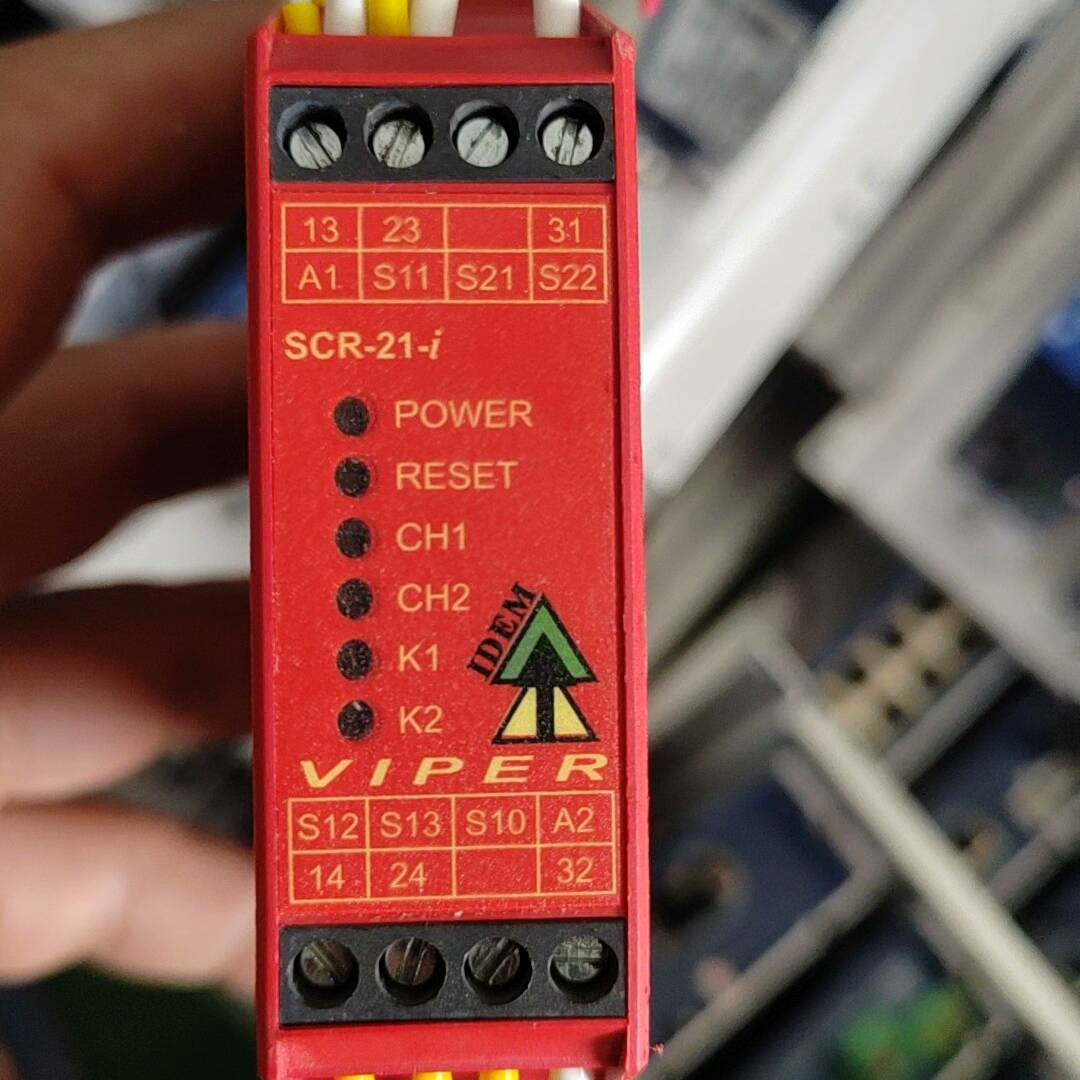 13 23 31
A1 S11 S21 S22
SCR-21-i
POWER
RESET
CH1
CH2
IDEM
K1
K2
VIPER
S12 S13 S10 A2
14 24 32